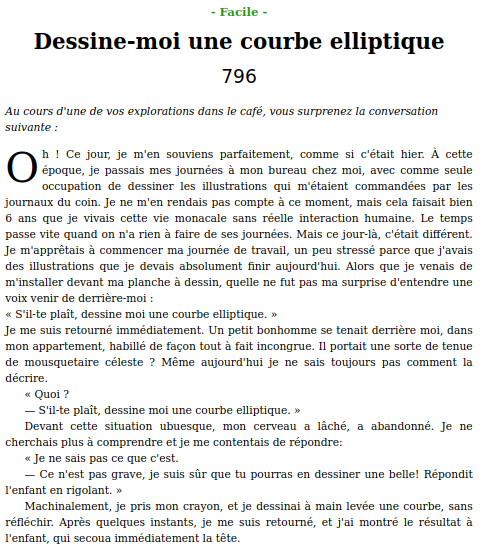 - Facile -
Dessine-moi une courbe elliptique
796
Au cours d'une de vos explorations dans le café, vous surprenez la conversation
suivante :
Oh ! Ce jour, je m'en souviens parfaitement, comme si c'était hier. À cette
époque, je passais mes journées à mon bureau chez moi, avec comme seule
occupation de dessiner les illustrations qui m'étaient commandées par les
journaux du coin. Je ne m'en rendais pas compte à ce moment, mais cela faisait bien
6 ans que je vivais cette vie monacale sans réelle interaction humaine. Le temps
passe vite quand on n'a rien à faire de ses journées. Mais ce jour-là, c'était différent.
Je m'apprêtais à commencer ma journée de travail, un peu stressé parce que j'avais
des illustrations que je devais absolument finir aujourd'hui. Alors que je venais de
m'installer devant ma planche à dessin, quelle ne fut pas ma surprise d'entendre une
voix venir de derrière-moi :
« S'il-te plaît, dessine moi une courbe elliptique. »
Je me suis retourné immédiatement. Un petit bonhomme se tenait derrière moi, dans
mon appartement, habillé de façon tout à fait incongrue. Il portait une sorte de tenue
de mousquetaire céleste ? Même aujourd'hui je ne sais toujours pas comment la
décrire.
« Quoi ?
— S'il-te plaît, dessine moi une courbe elliptique. »
Devant cette situation ubuesque, mon cerveau a lâché, a abandonné. Je ne
cherchais plus à comprendre et je me contentais de répondre:
« Je ne sais pas ce que c'est.
— Ce n'est pas grave, je suis sûr que tu pourras en dessiner une belle! Répondit
l'enfant en rigolant. »
Machinalement, je pris mon crayon, et je dessinai à main levée une courbe, sans
réfléchir. Après quelques instants, je me suis retourné, et j'ai montré le résultat à
l'enfant, qui secoua immédiatement la tête.